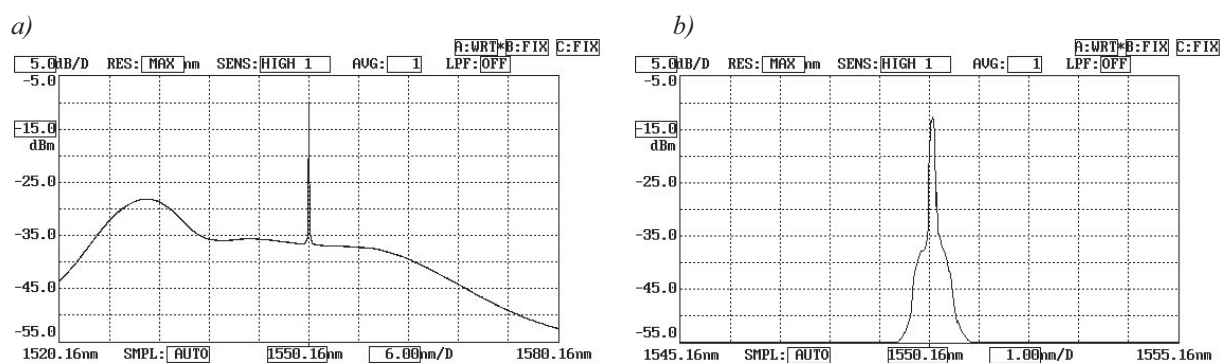 a)
A:WRT*B:FIX C:FIX
5.0dB/D RES: MAX nm SENS:HIGH 1 AVG: 1 LPF:OFF
-5.0
-15.0
dBm
-25.0
-35.0
-45.0
-55.0
1520.16nm SMPL: AUTO 1550.16nm 6.00nm/D 1580.16nm
b)
A:WRT*B:FIX C:FIX
5.0dB/D RES: MAX nm SENS:HIGH 1 AVG: 1 LPF:OFF
-5.0
-15.0
dBm
-25.0
-35.0
-45.0
-55.0
1545.16nm SMPL: AUTO 1550.16nm 1.00nm/D 1555.16nm